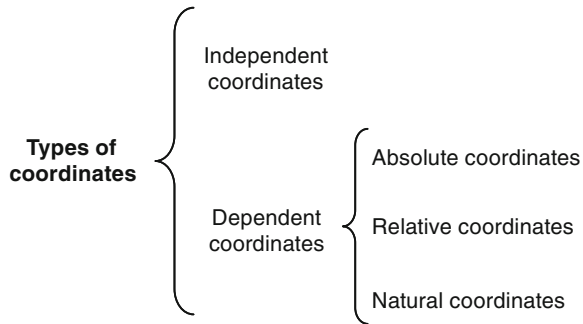 Types of
coordinates
Independent
coordinates
Dependent
coordinates
Absolute coordinates
Relative coordinates
Natural coordinates